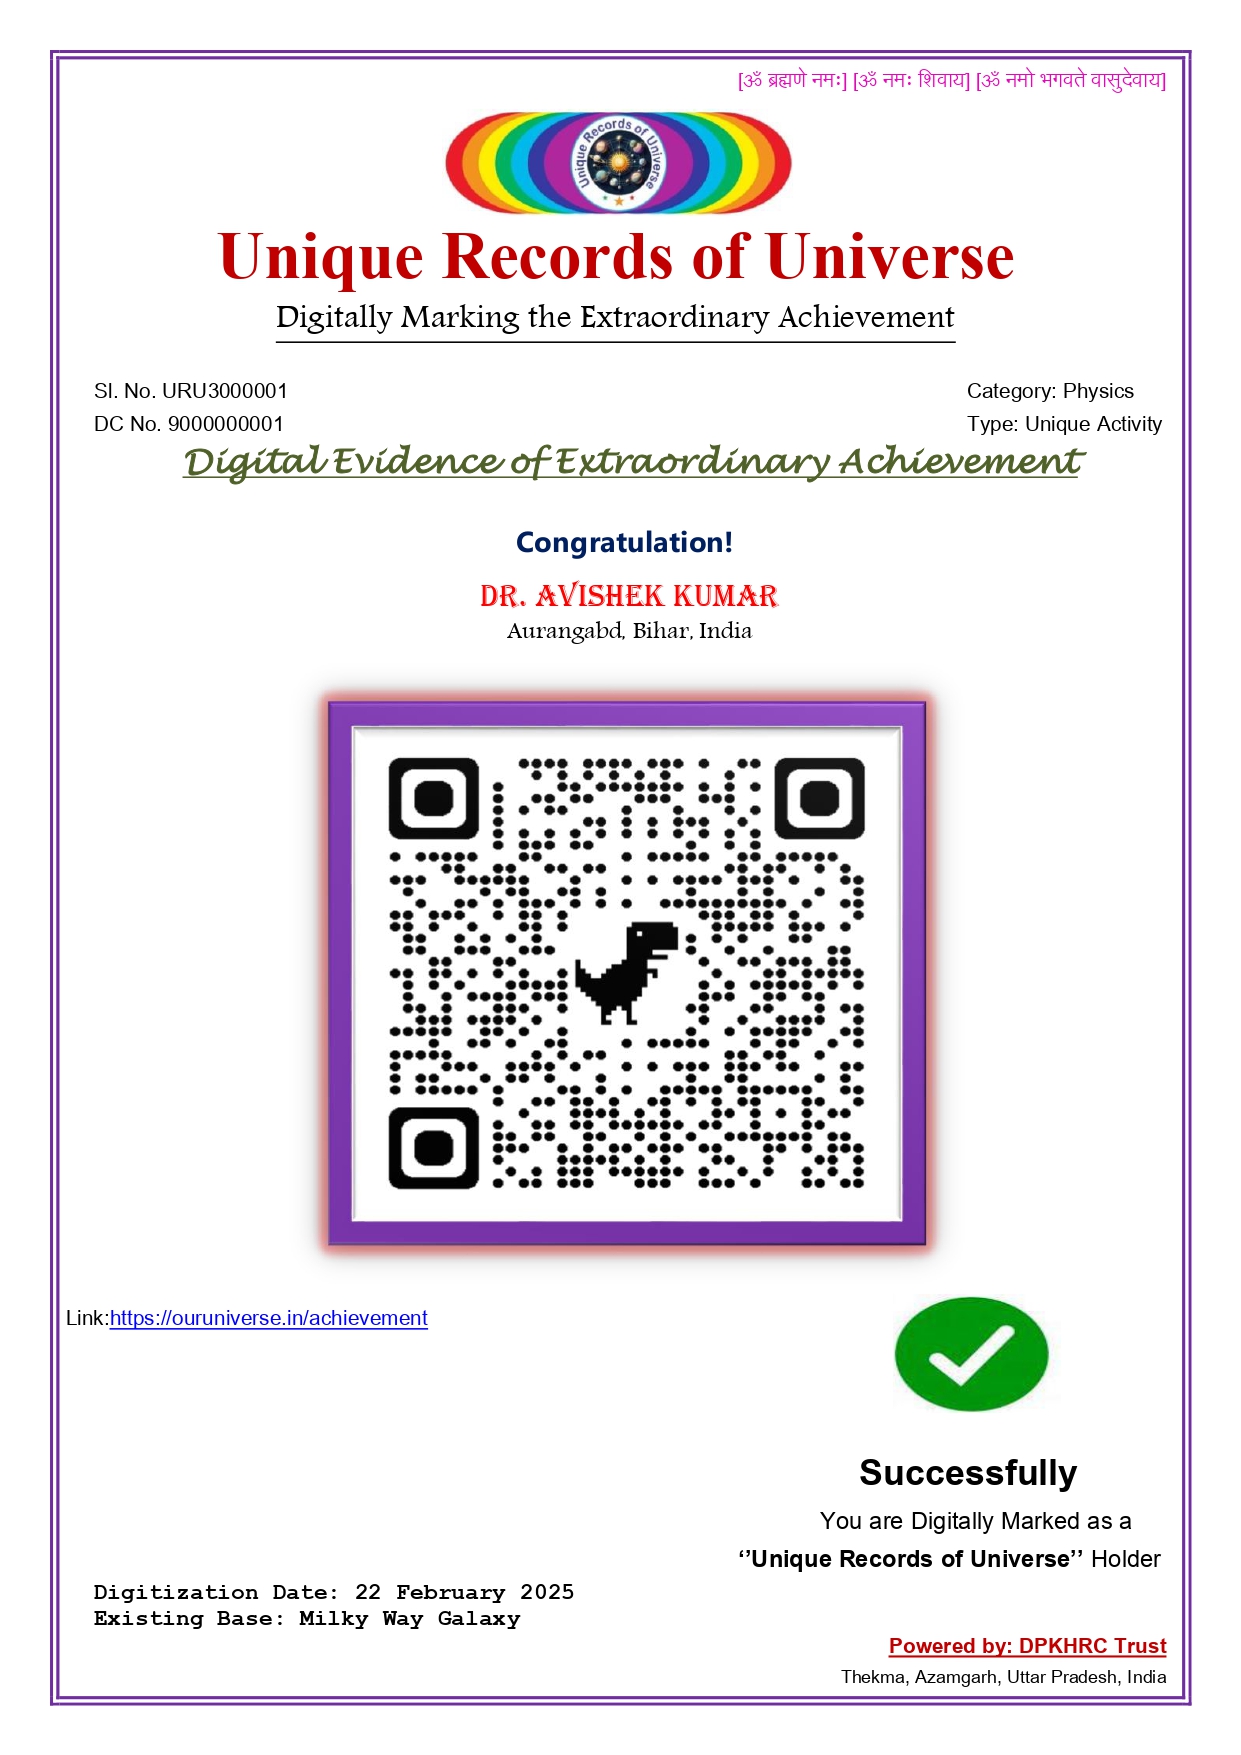 [ॐ ब्रह्मणे नमः] [ॐ नमः शिवाय] [ॐ नमो भगवते वासुदेवाय]
Unique Records of Universe
Unique Records of Universe
Digitally Marking the Extraordinary Achievement
Sl. No. URU3000001
Category: Physics
DC No. 9000000001
Type: Unique Activity
Digital Evidence of Extraordinary Achievement
Congratulation!
DR. AVISHEK KUMAR
Aurangabd, Bihar, India
Link:https://ouruniverse.in/achievement
Successfully
You are Digitally Marked as a
‘’Unique Records of Universe’’ Holder
Digitization Date: 22 February 2025
Existing Base: Milky Way Galaxy
Powered by: DPKHRC Trust
Thekma, Azamgarh, Uttar Pradesh, India